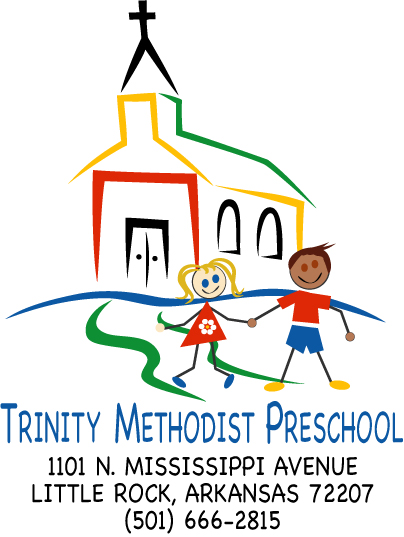 Trinity Methodist Preschool
1101 N. MISSISSIPPI AVENUE
LITTLE ROCK, ARKANSAS 72207
(501) 666-2815